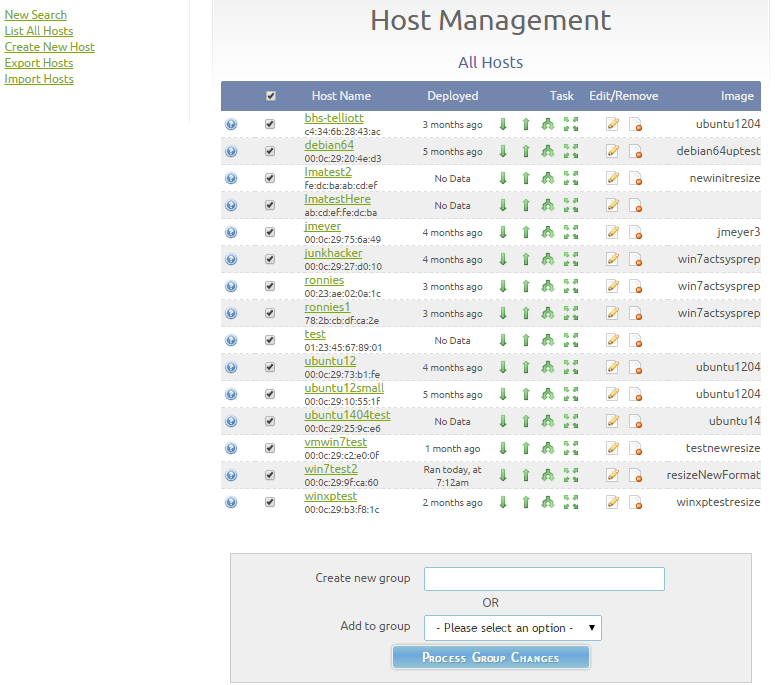 New Search
List All Hosts
Create New Host
Export Hosts
Import Hosts
Host Management
All Hosts
Host Name Deployed Task Edit/Remove Image
bhs-telliott
c4:34:6b:28:43:ac
3 months ago
ubuntu1204
debian64
00:0c:29:20:4e:d3
5 months ago
debian64uptest
Imatest2
fe:dc:ba:ab:cd:ef
No Data
newinitresize
ImatestHere
ab:cd:ef:fe:dc:ba
No Data
jmeyer
00:0c:29:75:6a:49
4 months ago
jmeyer3
junkhacker
00:0c:29:27:d0:10
4 months ago
win7actsysprep
ronnies
00:23:ae:02:0a:1c
3 months ago
win7actsysprep
ronnies1
78:2b:cb:df:ca:2e
3 months ago
win7actsysprep
test
01:23:45:67:89:01
No Data
ubuntu12
00:0c:29:73:b1:fe
4 months ago
ubuntu1204
ubuntu12small
00:0c:29:10:55:1f
5 months ago
ubuntu1204
ubuntu1404test
00:0c:29:25:9c:e6
No Data
ubuntu14
vmwin7test
00:0c:29:c2:e0:0f
1 month ago
testnewresize
win7test2
00:0c:29:9f:ca:60
Ran today, at
7:12am
resizeNewFormat
winxptest
00:0c:29:b3:f8:1c
2 months ago
winxptestresize
Create new group
OR
Add to group
- Please select an option -
Process Group Changes